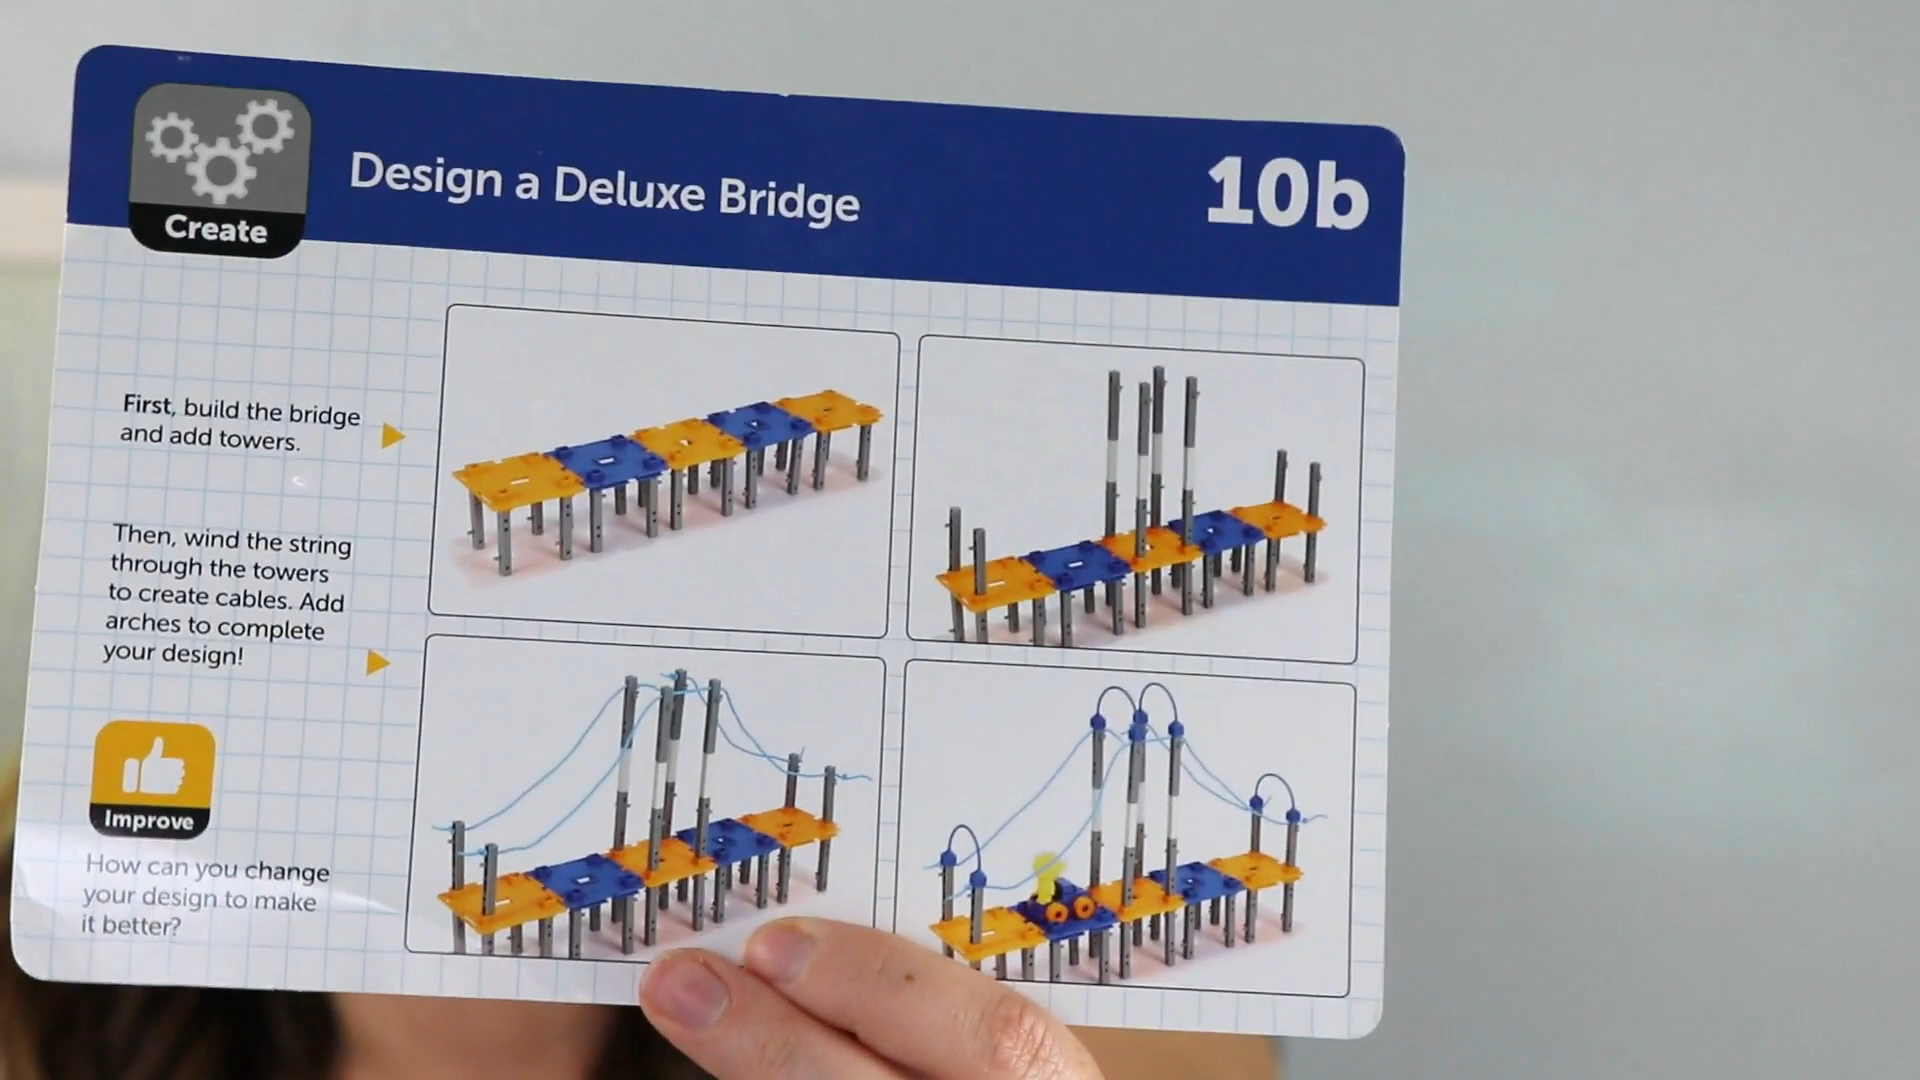 Create
Design a Deluxe Bridge
10b
First, build the bridge
and add towers.
Then, wind the string
through the towers
to create cables. Add
arches to complete
your design!
Improve
How can you change
your design to make
it better?